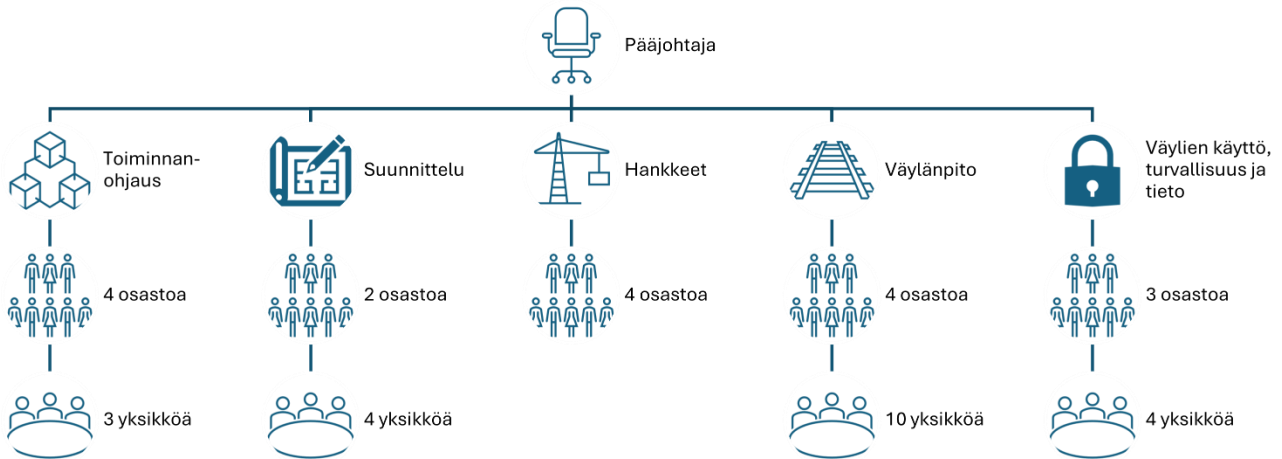 Pääjohtaja
Toiminnan-
ohjaus
Suunnittelu
Hankkeet
Väylänpito
Väylien käyttö,
turvallisuus ja
tieto
4 osastoa
2 osastoa
4 osastoa
4 osastoa
3 osastoa
3 yksikköä
4 yksikköä
10 yksikköä
4 yksikköä